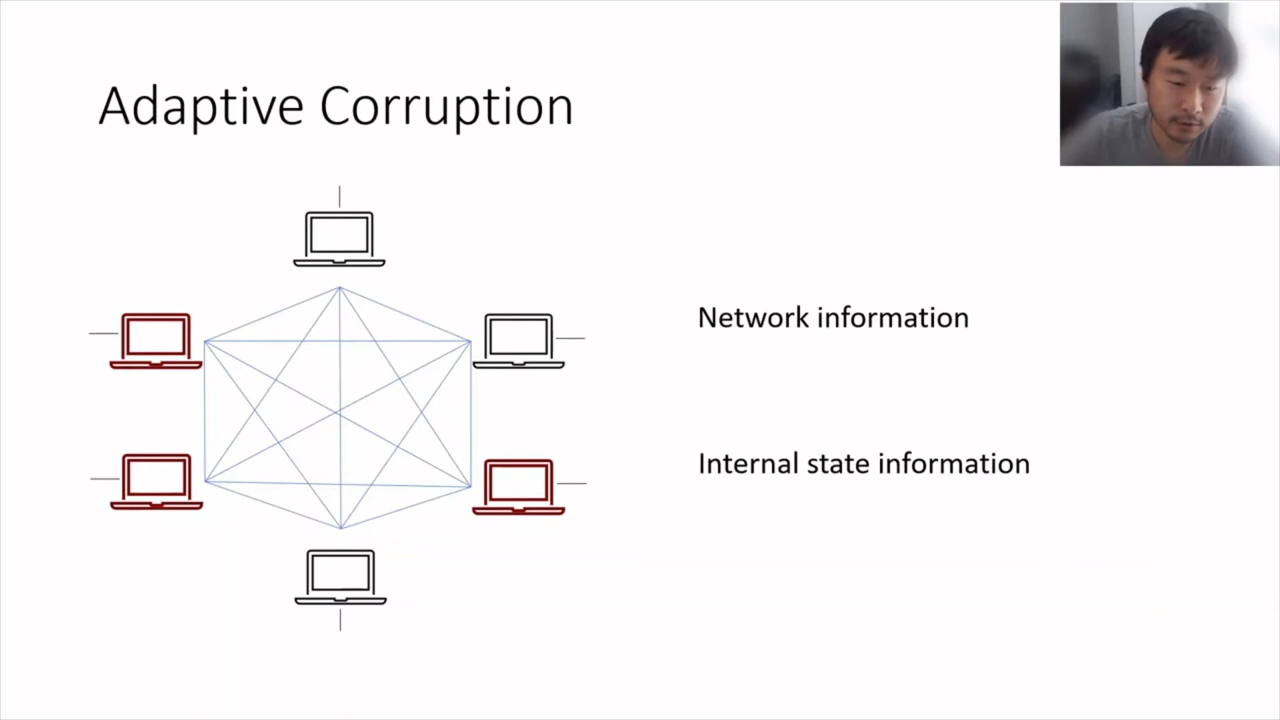 Adaptive Corruption
Network information
Internal state information